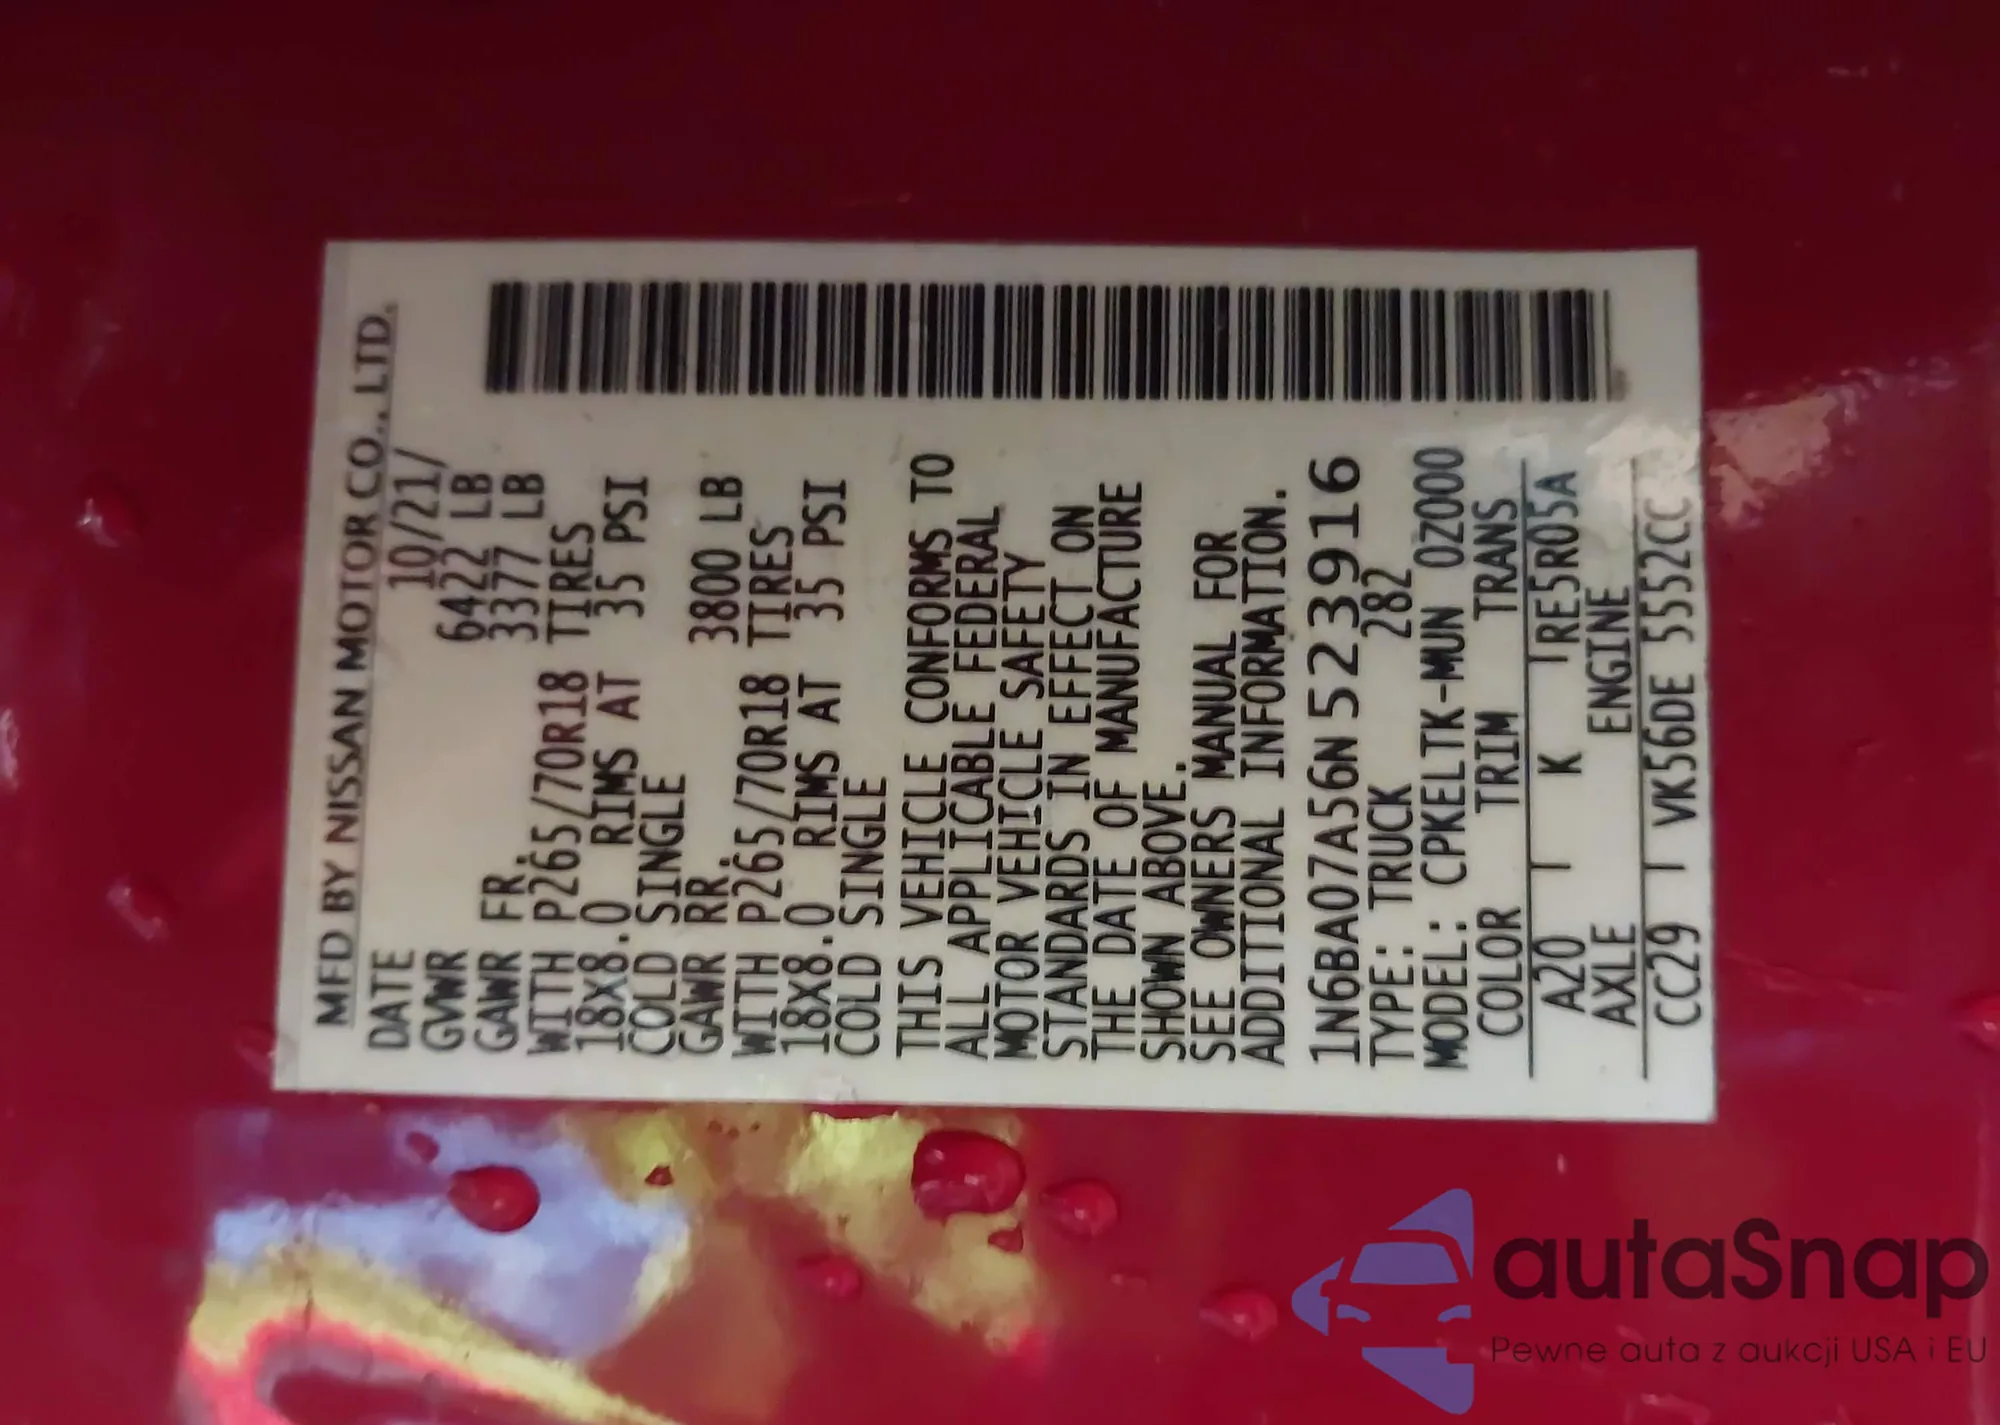 MFD BY NISSAN MOTOR CO., LTD.
DATE 10/21/
GVWR 6422 LB
GAWR FR. 3377 LB
WITH P265/70R18 TIRES
18X8.0 RIMS AT 35 PSI
COLD SINGLE
GAWR RR. 3800 LB
WITH P265/70R18 TIRES
18X8.0 RIMS AT 35 PSI
COLD SINGLE
THIS VEHICLE CONFORMS TO
ALL APPLICABLE FEDERAL
MOTOR VEHICLE SAFETY
STANDARDS IN EFFECT ON
THE DATE OF MANUFACTURE
SHOWN ABOVE.
SEE OWNERS MANUAL FOR
ADDITIONAL INFORMATION.
1N6BA07A56N523916
TYPE: TRUCK 282
MODEL: CPKELTK-MUN 0Z000
COLOR TRIM TRANS
A20 K RE5R05A
AXLE ENGINE
CC29 VK56DE 5552CC
autaSnap
Pewne auta z aukcji USA i EU